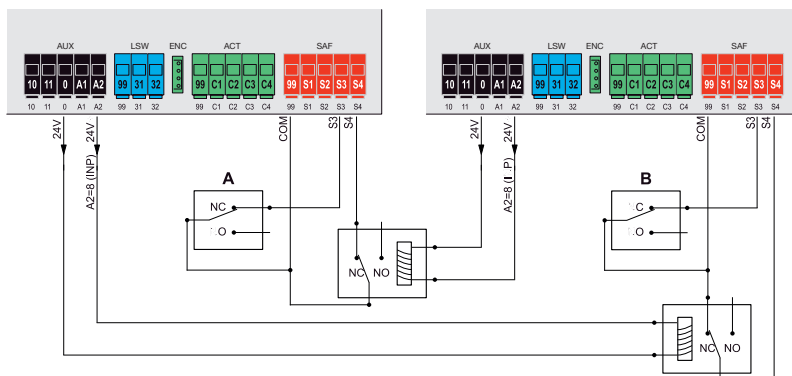 AUX LSW ENC ACT SAF
10 11 0 A1 A2 99 31 32 99 C1 C2 C3 C4 99 S1 S2 S3 S4
10 11 0 A1 A2 99 31 32 99 C1 C2 C3 C4 99 S1 S2 S3 S4
24V 24V COM S3 S4
A2=8 (INP)
A
NC
NC NO
AUX LSW ENC ACT SAF
10 11 0 A1 A2 99 31 32 99 C1 C2 C3 C4 99 S1 S2 S3 S4
10 11 0 A1 A2 99 31 32 99 C1 C2 C3 C4 99 S1 S2 S3 S4
24V 24V COM S3 S4
A2=8
B
NC NO